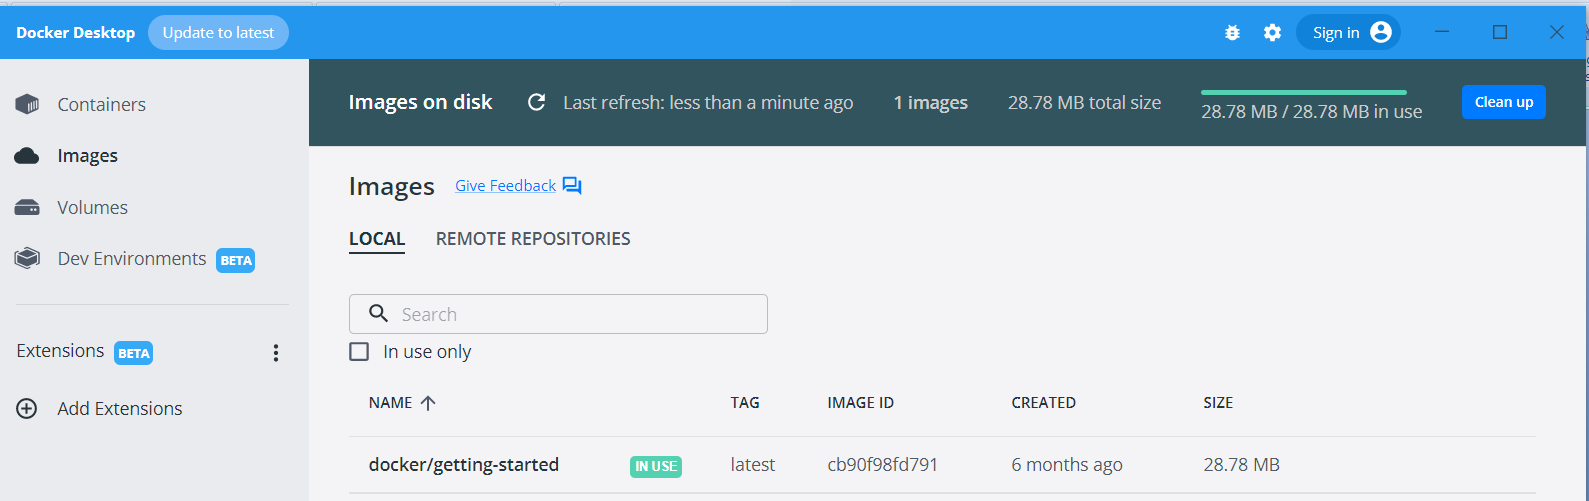 Docker Desktop Update to latest Sign in
Containers
Images
Volumes
Dev Environments BETA
Extensions BETA
Add Extensions
Images on disk Last refresh: less than a minute ago 1 images 28.78 MB total size 28.78 MB / 28.78 MB in use Clean up
Images Give Feedback
LOCAL REMOTE REPOSITORIES
Search
In use only
NAME TAG IMAGE ID CREATED SIZE
docker/getting-started IN USE latest cb90f98fd791 6 months ago 28.78 MB